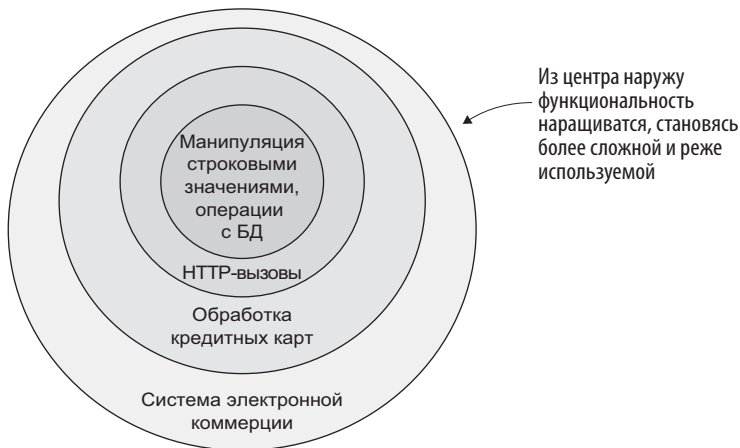 Манипуляция
строковыми
значениями,
операции
с БД
HTTP-вызовы
Обработка
кредитных карт
Система электронной
коммерции
Из центра наружу
функциональность
наращиватся, становясь
более сложной и реже
используемой